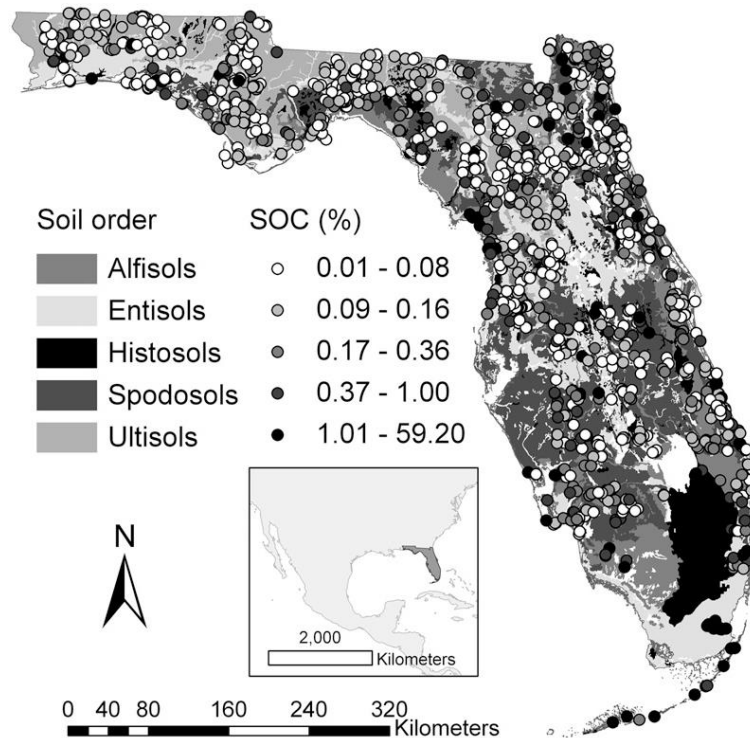 Soil order
Alfisols
Entisols
Histosols
Spodosols
Ultisols
SOC (%)
0.01 - 0.08
0.09 - 0.16
0.17 - 0.36
0.37 - 1.00
1.01 - 59.20
N
2,000
Kilometers
0 40 80 160 240 320
Kilometers